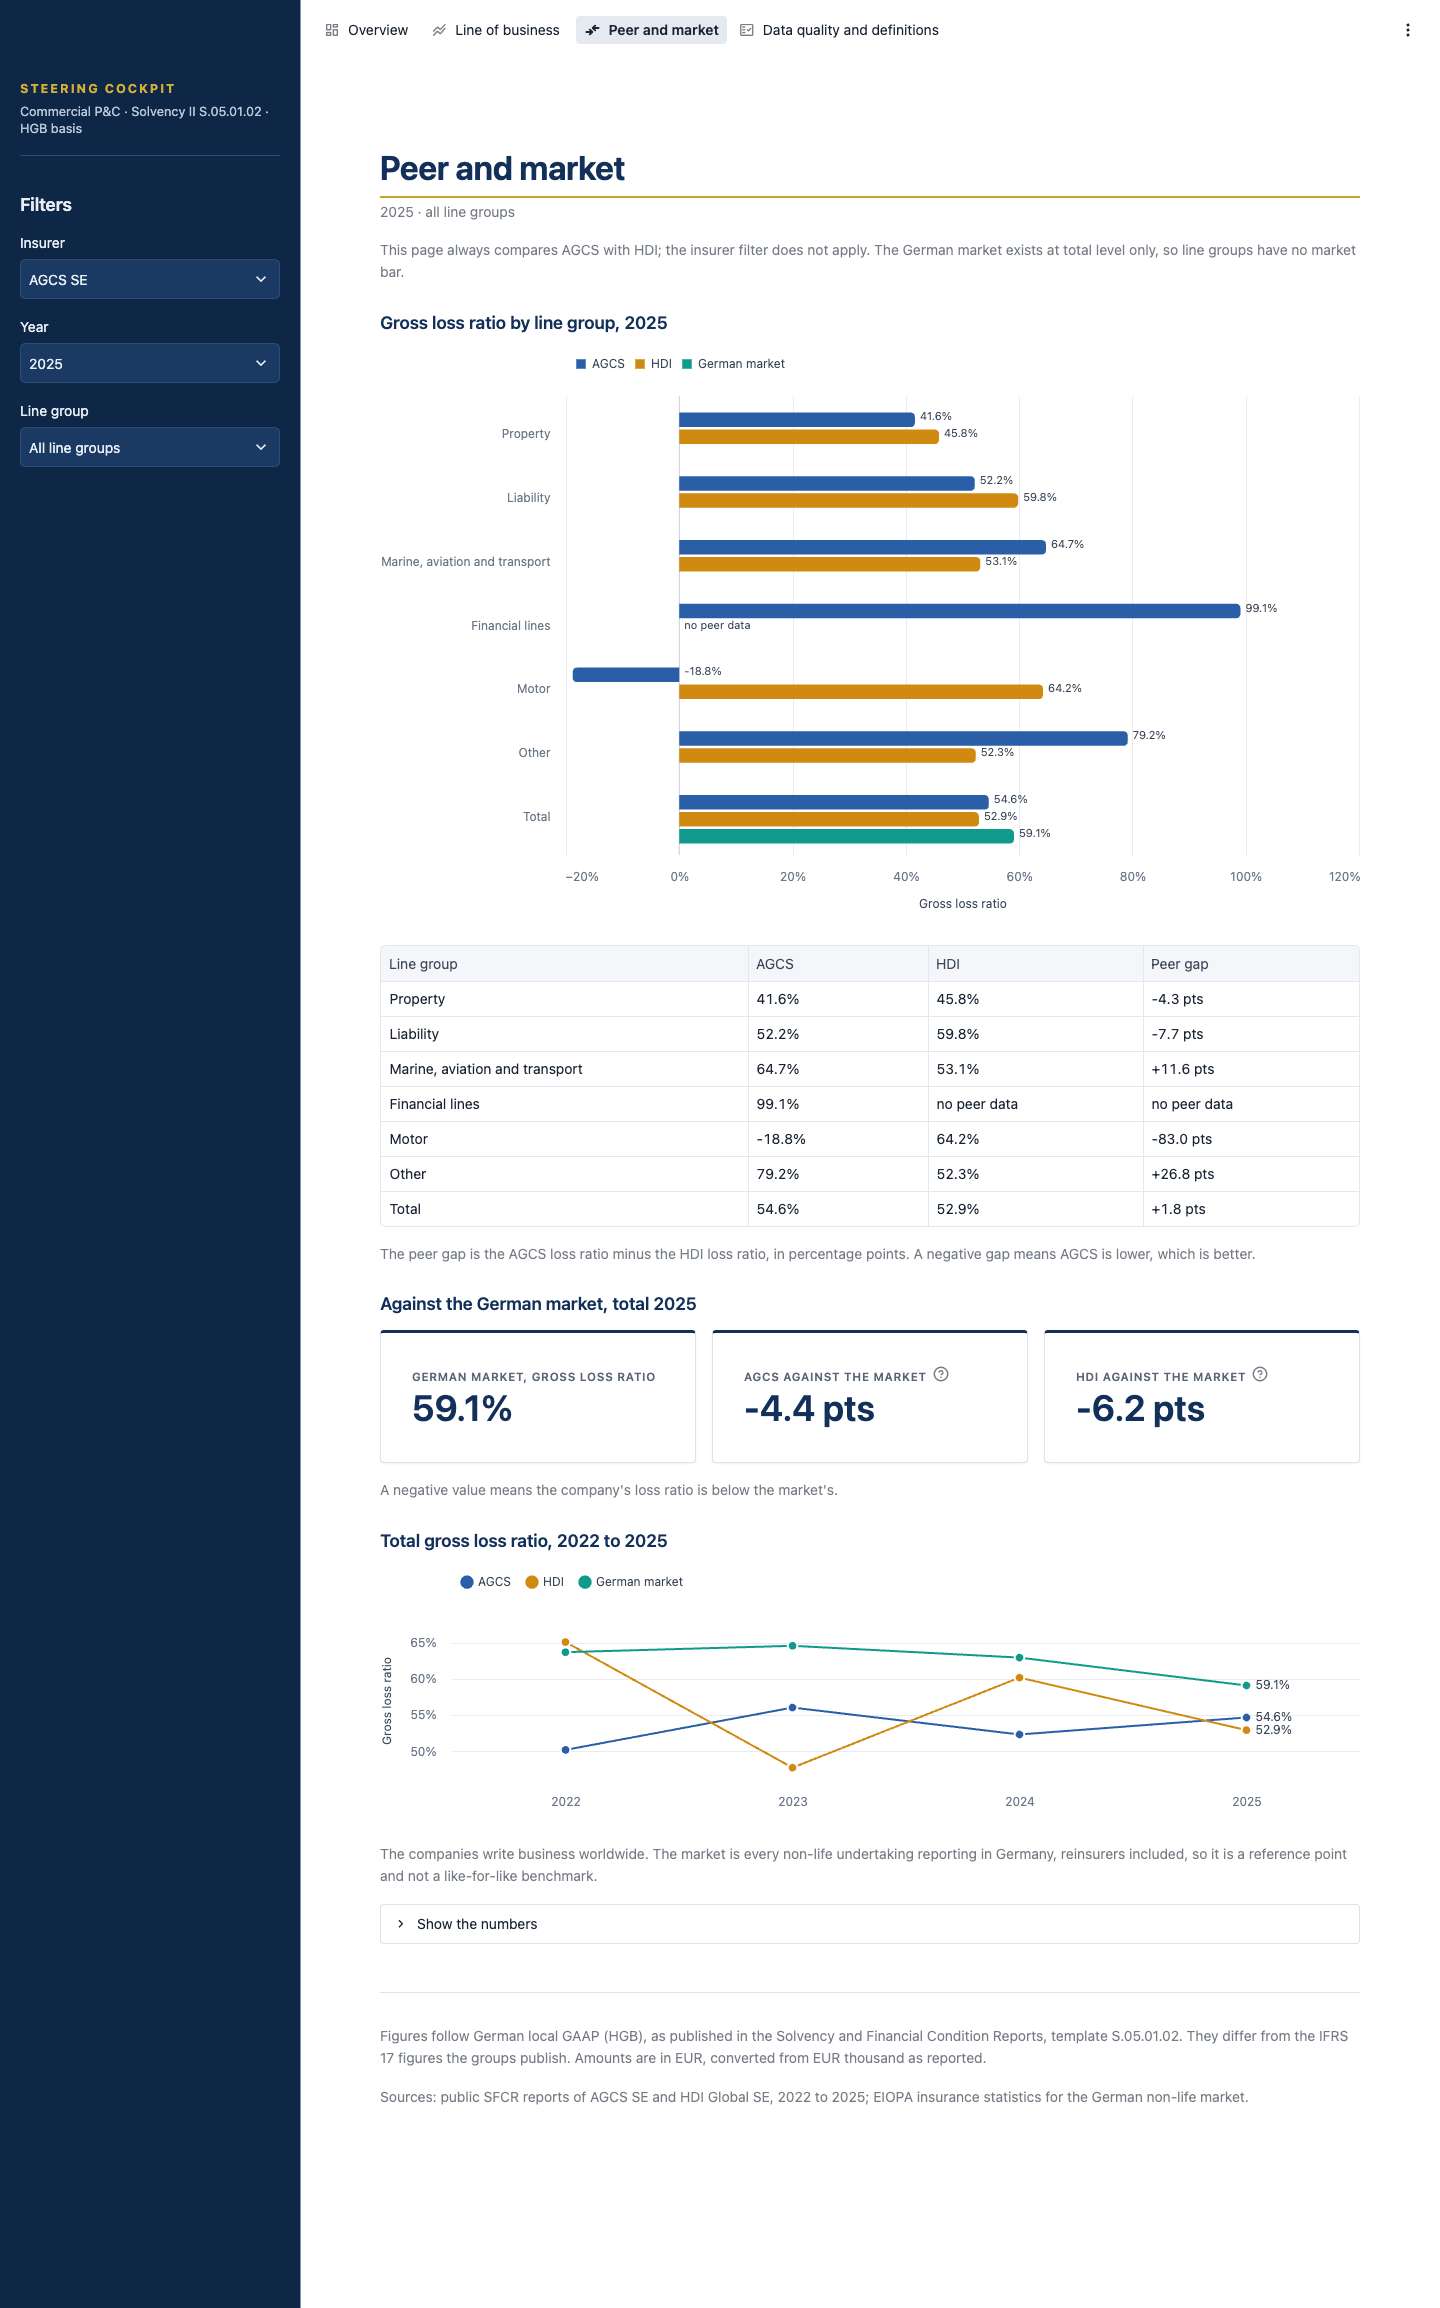 Overview
Line of business
Peer and market
Data quality and definitions
STEERING COCKPIT
Commercial P&C · Solvency II S.05.01.02 ·
HGB basis
Filters
Insurer
AGCS SE
Year
2025
Line group
All line groups
Peer and market
2025 · all line groups
This page always compares AGCS with HDI; the insurer filter does not apply. The German market exists at total level only, so line groups have no market
bar.
Gross loss ratio by line group, 2025
AGCS HDI German market
Property
41.6%
45.8%
Liability
52.2%
59.8%
Marine, aviation and transport
64.7%
53.1%
Financial lines
99.1%
no peer data
Motor
-18.8%
64.2%
Other
79.2%
52.3%
Total
54.6%
52.9%
59.1%
−20% 0% 20% 40% 60% 80% 100% 120%
Gross loss ratio
Line group AGCS HDI Peer gap
Property 41.6% 45.8% -4.3 pts
Liability 52.2% 59.8% -7.7 pts
Marine, aviation and transport 64.7% 53.1% +11.6 pts
Financial lines 99.1% no peer data no peer data
Motor -18.8% 64.2% -83.0 pts
Other 79.2% 52.3% +26.8 pts
Total 54.6% 52.9% +1.8 pts
The peer gap is the AGCS loss ratio minus the HDI loss ratio, in percentage points. A negative gap means AGCS is lower, which is better.
Against the German market, total 2025
GERMAN MARKET, GROSS LOSS RATIO
59.1%
AGCS AGAINST THE MARKET
-4.4 pts
HDI AGAINST THE MARKET
-6.2 pts
A negative value means the company's loss ratio is below the market's.
Total gross loss ratio, 2022 to 2025
AGCS HDI German market
Gross loss ratio
65%
60%
55%
50%
59.1%
54.6%
52.9%
2022 2023 2024 2025
The companies write business worldwide. The market is every non-life undertaking reporting in Germany, reinsurers included, so it is a reference point
and not a like-for-like benchmark.
Show the numbers
Figures follow German local GAAP (HGB), as published in the Solvency and Financial Condition Reports, template S.05.01.02. They differ from the IFRS
17 figures the groups publish. Amounts are in EUR, converted from EUR thousand as reported.
Sources: public SFCR reports of AGCS SE and HDI Global SE, 2022 to 2025; EIOPA insurance statistics for the German non-life market.